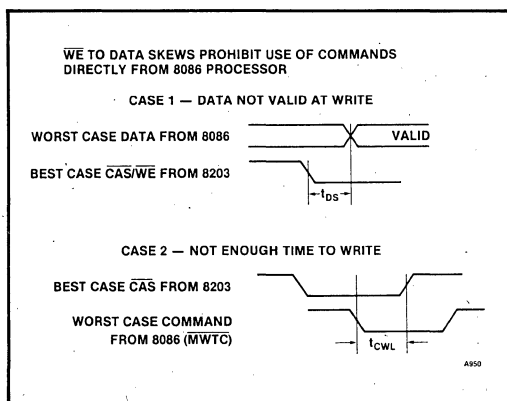 WE TO DATA SKEWS PROHIBIT USE OF COMMANDS
DIRECTLY FROM 8086 PROCESSOR
CASE 1 — DATA NOT VALID AT WRITE
WORST CASE DATA FROM 8086
VALID
BEST CASE CAS/WE FROM 8203
tDS
CASE 2 — NOT ENOUGH TIME TO WRITE
BEST CASE CAS FROM 8203
WORST CASE COMMAND
FROM 8086 (MWTC)
tCWL
A950